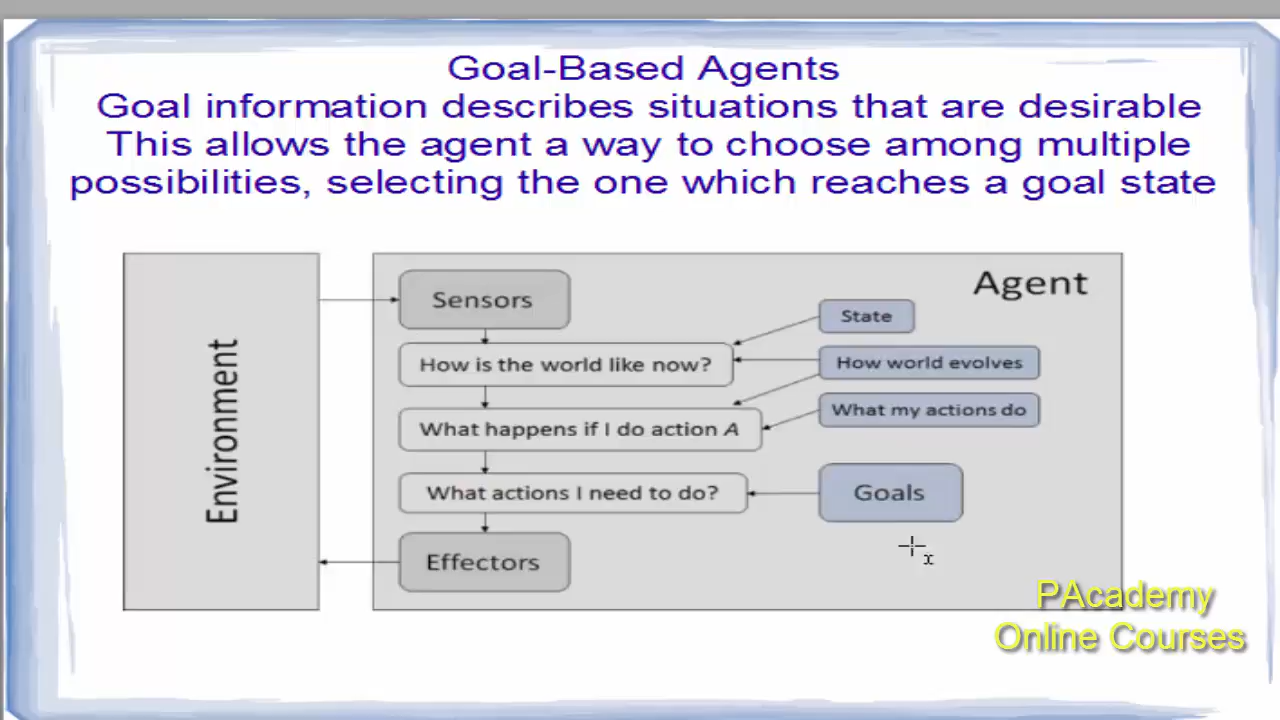 Goal-Based Agents
Goal information describes situations that are desirable
This allows the agent a way to choose among multiple
possibilities, selecting the one which reaches a goal state
Environment
Agent
Sensors
State
How is the world like now?
How world evolves
What my actions do
What happens if I do action A
What actions I need to do?
Goals
Effectors
x
PAcademy
Online Courses